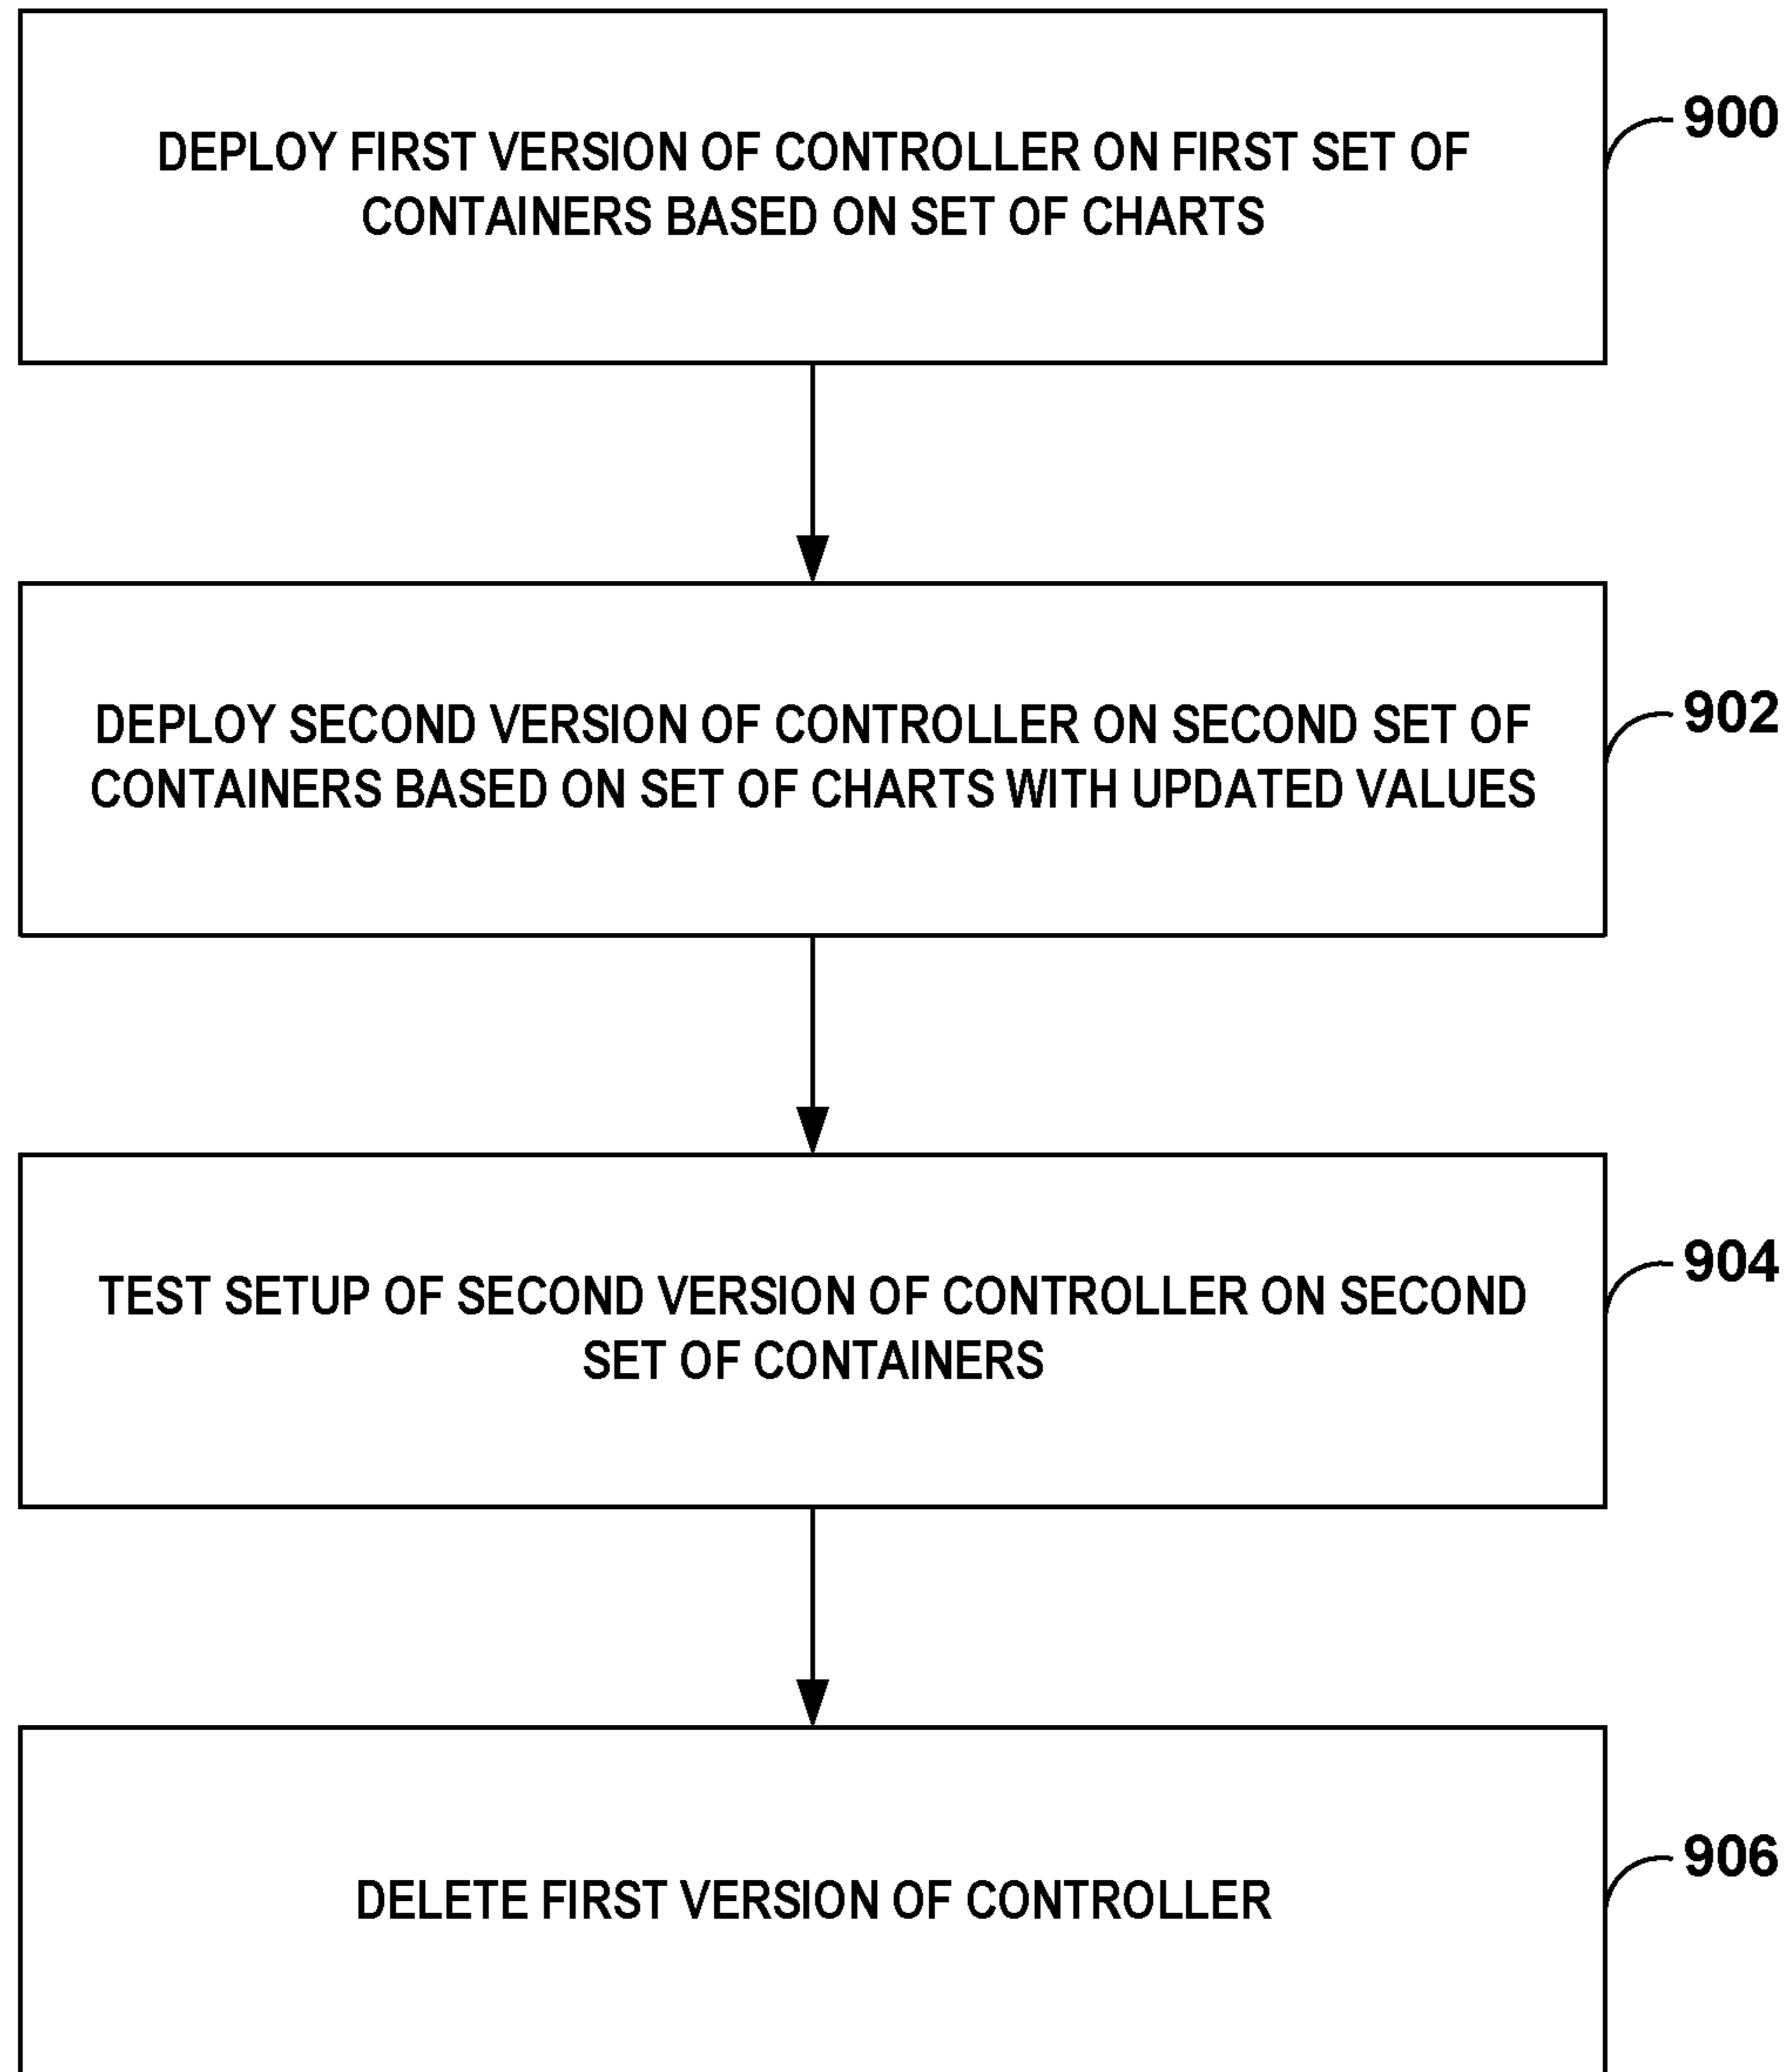 DEPLOY FIRST VERSION OF CONTROLLER ON FIRST SET OF
CONTAINERS BASED ON SET OF CHARTS
900
DEPLOY SECOND VERSION OF CONTROLLER ON SECOND SET OF
CONTAINERS BASED ON SET OF CHARTS WITH UPDATED VALUES
902
TEST SETUP OF SECOND VERSION OF CONTROLLER ON SECOND
SET OF CONTAINERS
904
DELETE FIRST VERSION OF CONTROLLER
906